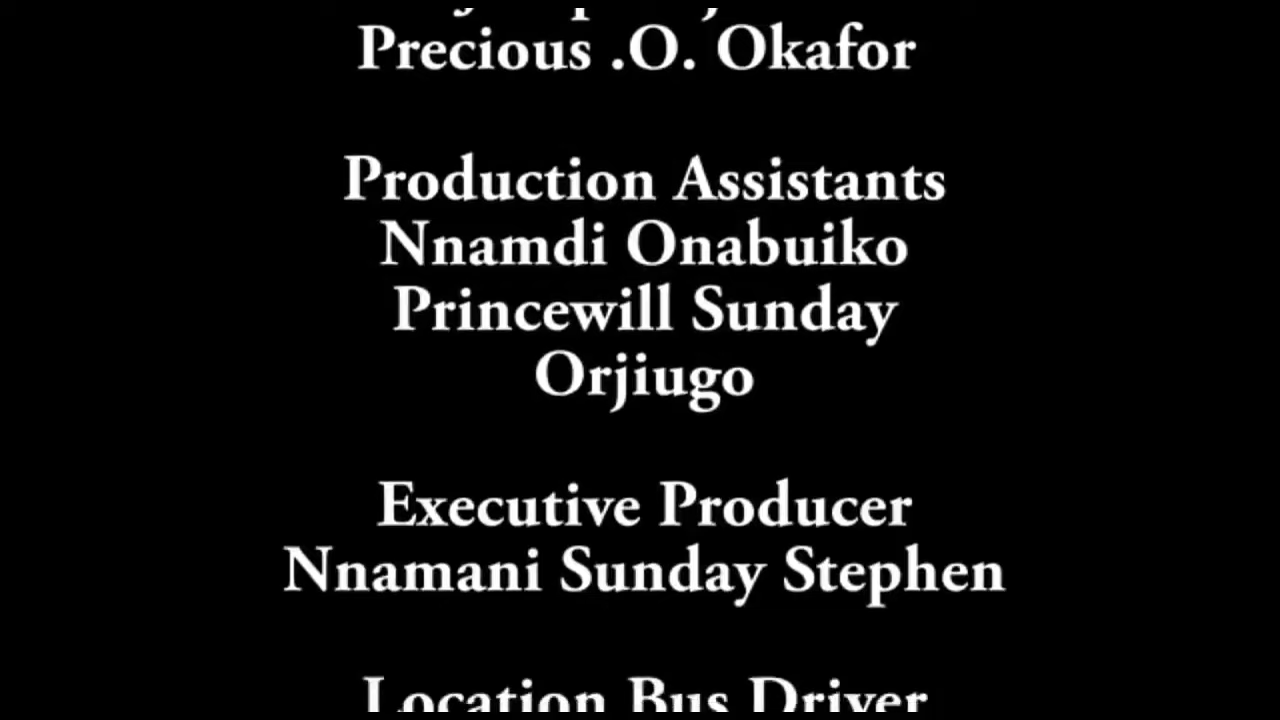 Precious .O. Okafor
Production Assistants
Nnamdi Onabuiko
Princewill Sunday
Orjiugo
Executive Producer
Nnamani Sunday Stephen
Location Bus Driver